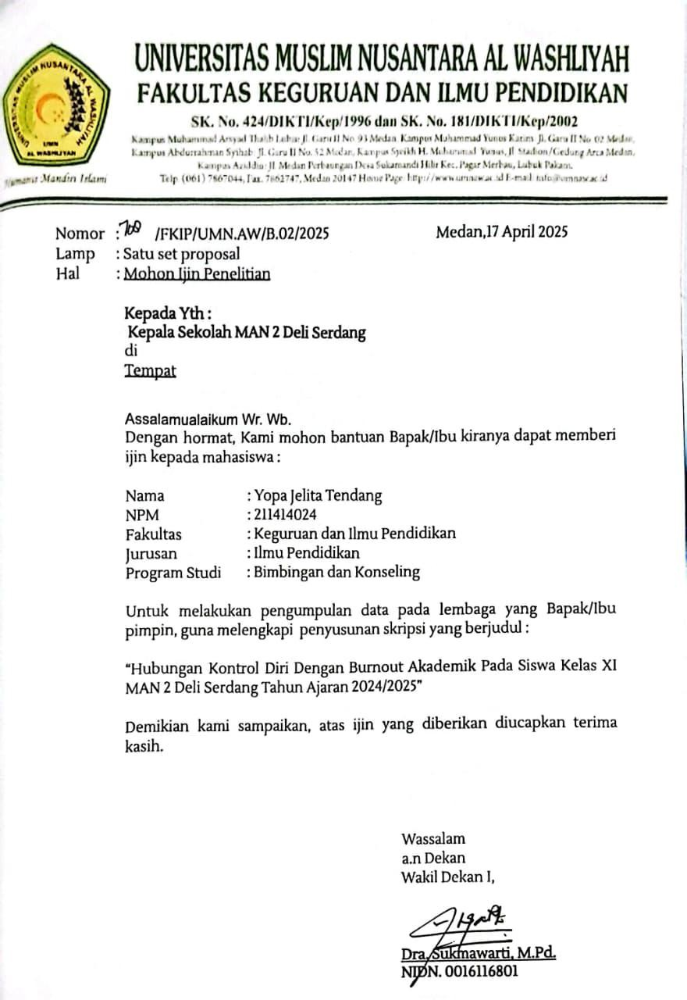 UNIVERSITAS MUSLIM NUSANTARA AL WASHLIYAH
UMN
AL WASHLIYAH
UNIVERSITAS MUSLIM NUSANTARA AL WASHLIYAH
FAKULTAS KEGURUAN DAN ILMU PENDIDIKAN
SK. No. 424/DIKTI/Kep/1996 dan SK. No. 181/DIKTI/Kep/2002
Kampus Muhammad Arsyad Thalib Lubis: Jl. Garu II No. 93 Medan, Kampus Muhammad Yunus Karim: Jl. Garu II No. 02 Medan,
Kampus Abdurrahman Syihab: Jl. Garu II No. 52 Medan, Kampus Syeikh H. Muhammad Yunus, Jl Stadion/Gedung Arca Medan,
Kampus Aziddin: Jl. Medan Perbaungan Desa Sukamandi Hilir Kec. Pagar Merbau, Lubuk Pakam.
Telp. (061) 7867044, Fax. 7862747, Medan 20147 Home Page: http://www.umnaw.ac.id E-mail: info@umnaw.ac.id
Mandiri Islami
Nomor : 700 /FKIP/UMN.AW/B.02/2025 Medan,17 April 2025
Lamp : Satu set proposal
Hal : Mohon Ijin Penelitian
Kepada Yth :
Kepala Sekolah MAN 2 Deli Serdang
di
Tempat
Assalamualaikum Wr. Wb.
Dengan hormat, Kami mohon bantuan Bapak/Ibu kiranya dapat memberi
ijin kepada mahasiswa :
Nama : Yopa Jelita Tendang
NPM : 211414024
Fakultas : Keguruan dan Ilmu Pendidikan
Jurusan : Ilmu Pendidikan
Program Studi : Bimbingan dan Konseling
Untuk melakukan pengumpulan data pada lembaga yang Bapak/Ibu
pimpin, guna melengkapi penyusunan skripsi yang berjudul :
“Hubungan Kontrol Diri Dengan Burnout Akademik Pada Siswa Kelas XI
MAN 2 Deli Serdang Tahun Ajaran 2024/2025”
Demikian kami sampaikan, atas ijin yang diberikan diucapkan terima
kasih.
Wassalam
a.n Dekan
Wakil Dekan I,
Dra. Sukmawarti, M.Pd.
NIDN. 0016116801